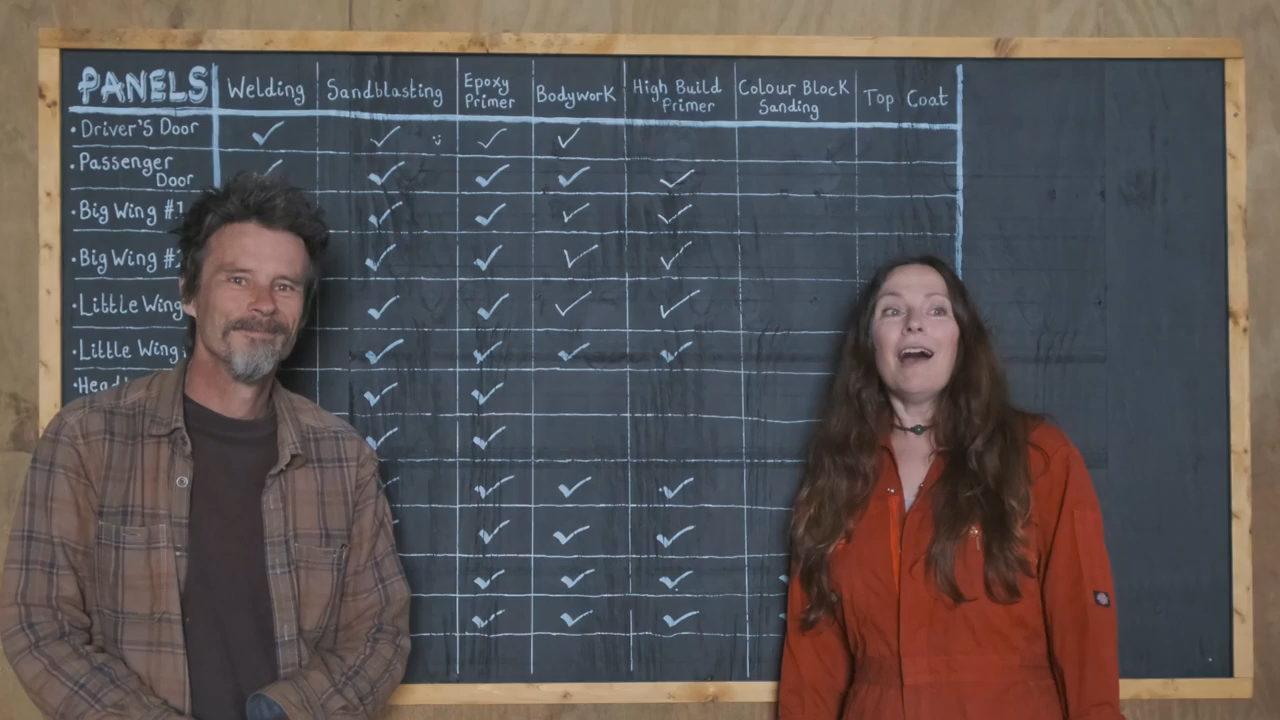 PANELS Welding Sandblasting Epoxy Primer Bodywork High Build Primer Colour Block Sanding Top Coat
• Driver's Door ✓ ✓ ✓ ✓
• Passenger
Door ✓ ✓ ✓ ✓ ✓
• Big Wing #1 ✓ ✓ ✓ ✓
• Big Wing # ✓ ✓ ✓ ✓
• Little Wing ✓ ✓ ✓ ✓
• Little Wing ✓ ✓ ✓ ✓